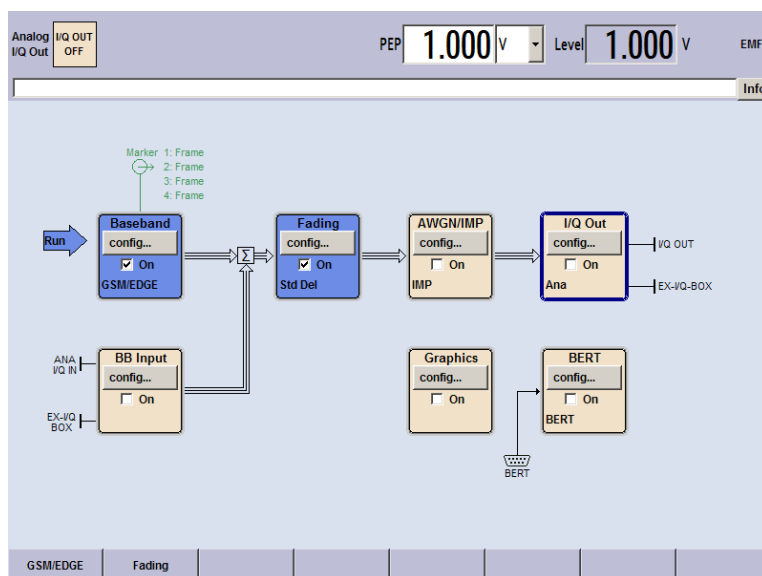 Analog I/Q Out
I/Q OUT OFF
PEP 1.000 V Level 1.000 V EMF
Info
Marker 1: Frame
2: Frame
3: Frame
4: Frame
Run
Baseband
config...
On
GSM/EDGE
Σ
Fading
config...
On
Std Del
AWGN/IMP
config...
On
IMP
I/Q Out
config...
On
Ana
I/Q OUT
EX-I/Q-BOX
ANA
I/Q IN
EX-I/Q
BOX
BB Input
config...
On
Graphics
config...
On
BERT
config...
On
BERT
BERT
GSM/EDGE Fading